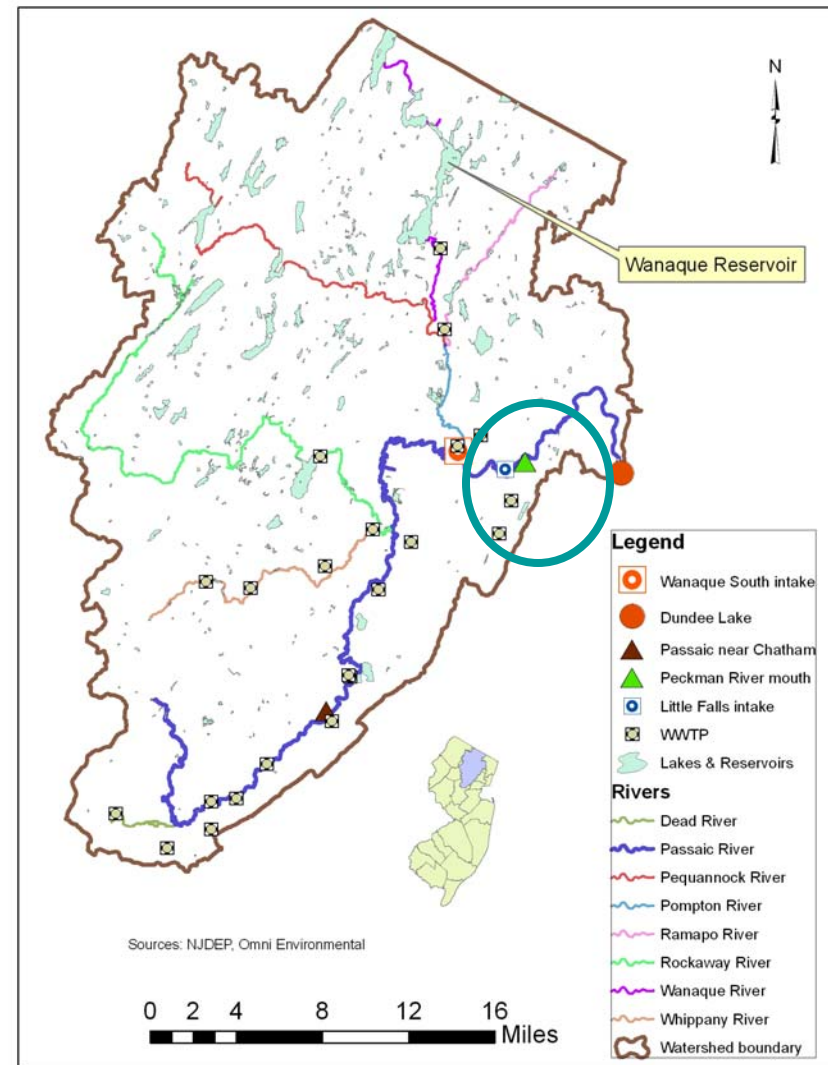 N
Wanaque Reservoir
Legend
Wanaque South intake
Dundee Lake
Passaic near Chatham
Peckman River mouth
Little Falls intake
WWTP
Lakes & Reservoirs
Rivers
Dead River
Passaic River
Pequannock River
Pompton River
Ramapo River
Rockaway River
Wanaque River
Whippany River
Watershed boundary
Sources: NJDEP, Omni Environmental
0 2 4 8 12 16
Miles